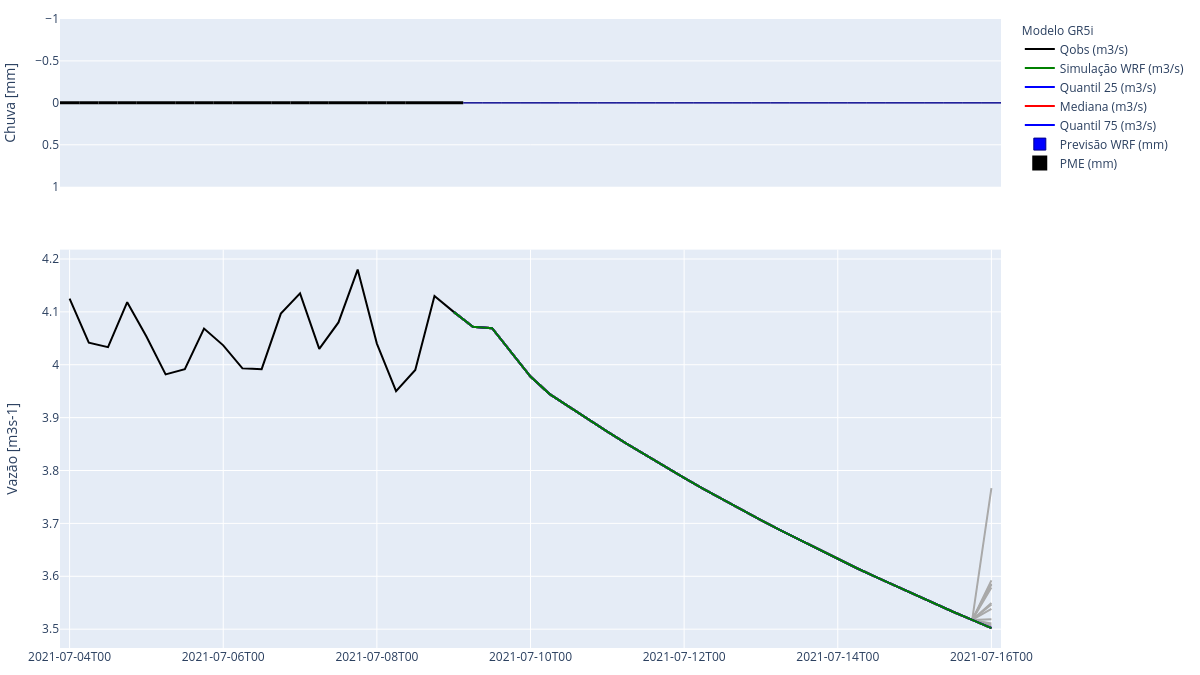 −1
−0.5
0
0.5
1
Chuva [mm]
Modelo GR5i
Qobs (m3/s)
Simulação WRF (m3/s)
Quantil 25 (m3/s)
Mediana (m3/s)
Quantil 75 (m3/s)
Previsão WRF (mm)
PME (mm)
4.2
4.1
4
3.9
3.8
3.7
3.6
3.5
Vazão [m3s-1]
2021-07-04T00 2021-07-06T00 2021-07-08T00 2021-07-10T00 2021-07-12T00 2021-07-14T00 2021-07-16T00